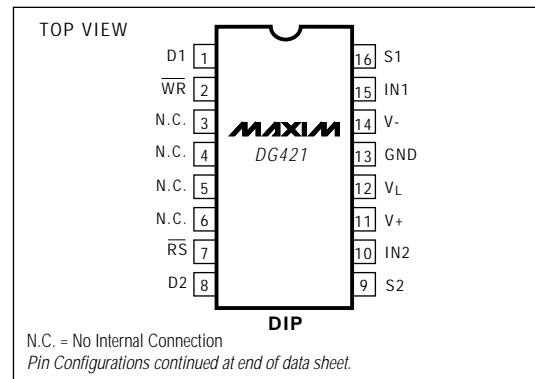 TOP VIEW
D1 1
W̅R̅ 2
N.C. 3
N.C. 4
N.C. 5
N.C. 6
R̅S̅ 7
D2 8
MAXIM
DG421
16 S1
15 IN1
14 V-
13 GND
12 VL
11 V+
10 IN2
9 S2
DIP
N.C. = No Internal Connection
Pin Configurations continued at end of data sheet.